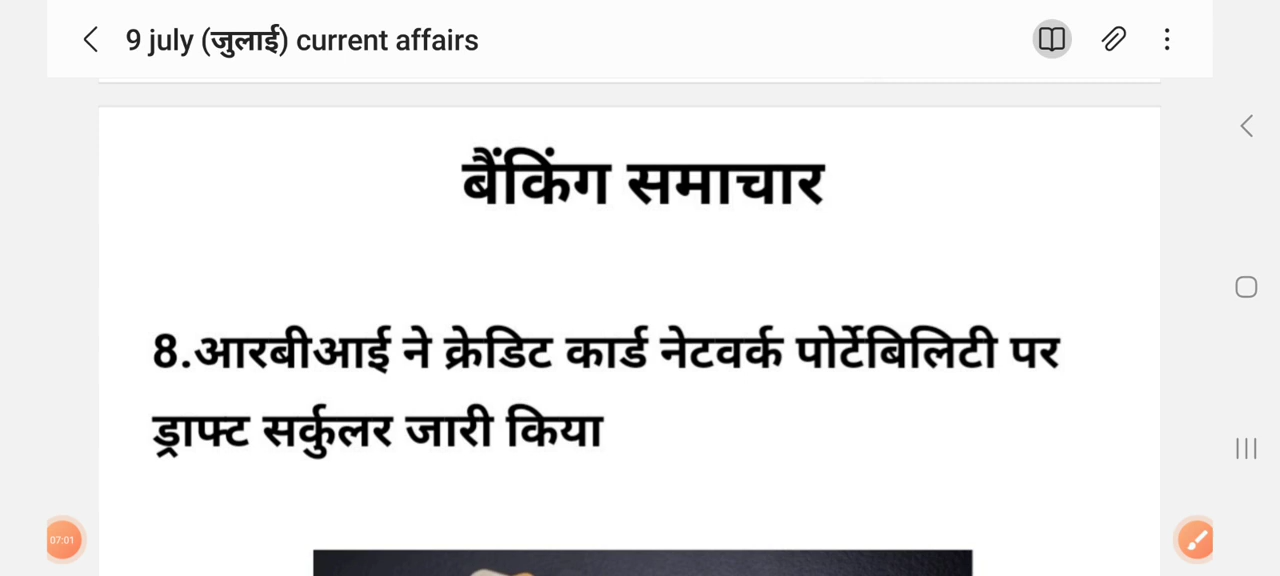 9 july (जुलाई) current affairs
बैंकिंग समाचार
8.आरबीआई ने क्रेडिट कार्ड नेटवर्क पोर्टेबिलिटी पर
ड्राफ्ट सर्कुलर जारी किया
07:01